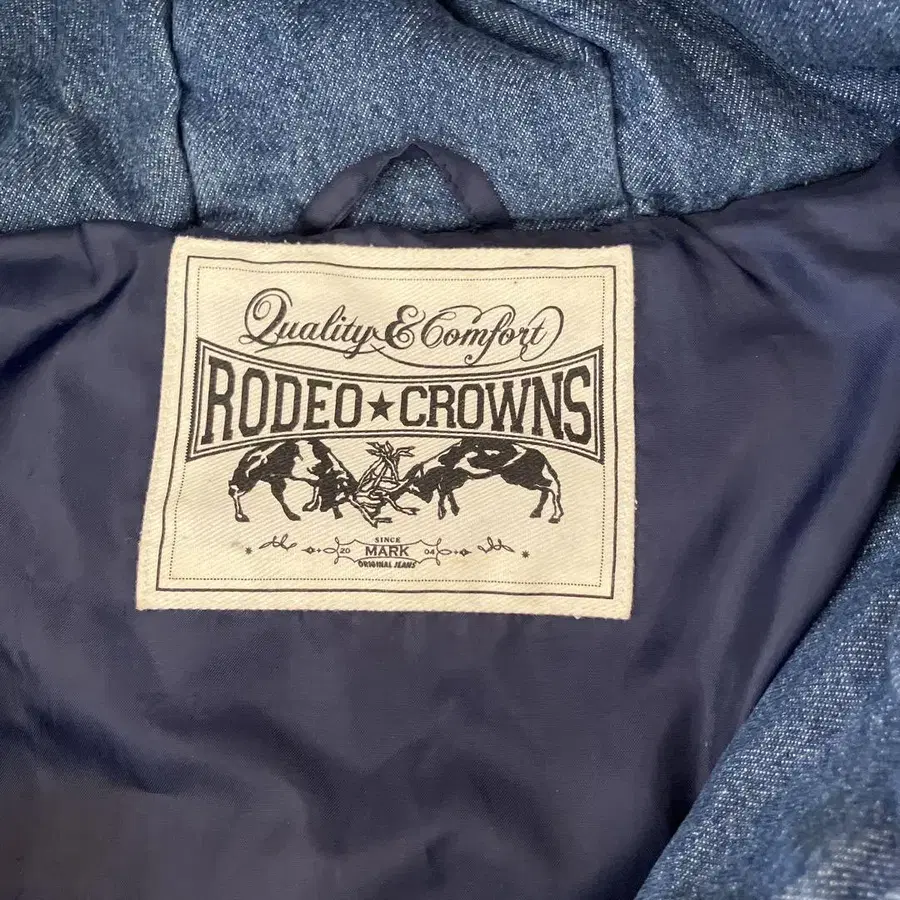 Quality & Comfort
RODEO★CROWNS
SINCE
20 MARK 04
ORIGINAL JEANS